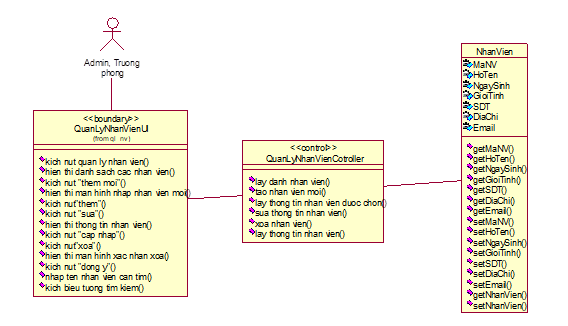 Admin, Truong
phong
<<boundary>>
QuanLyNhanVienUI
(from ql_nv)
kich nut quan ly nhan vien()
hien thi danh sach cac nhan vien()
kich nut "them moi"()
hien thi man hinh nhap nhan vien moi()
kich nut"them"()
kich nut "sua"()
hien thi thong tin nhan vien()
kich nut "cap nhap"()
kich nut"xoa"()
hien thi man hinh xac nhan xoa()
kich nut "dong y"()
nhap ten nhan vien can tim()
kich bieu tuong tim kiem()
<<control>>
QuanLyNhanVienCotroller
lay danh nhan vien()
tao nhan vien moi()
lay thong tin nhan vien duoc chon()
sua thong tin nhan vien()
xoa nhan vien()
lay thong tin nhan vien()
NhanVien
MaNV
HoTen
NgaySinh
GioiTinh
SDT
DiaChi
Email
getMaNV()
getHoTen()
getNgaySinh()
getGioiTinh()
getSDT()
getDiaChi()
getEmail()
setMaNV()
setHoTen()
setNgaySinh()
setGioiTinh()
setSDT()
setDiaChi()
setEmail()
getNhanVien()
setNhanVien()